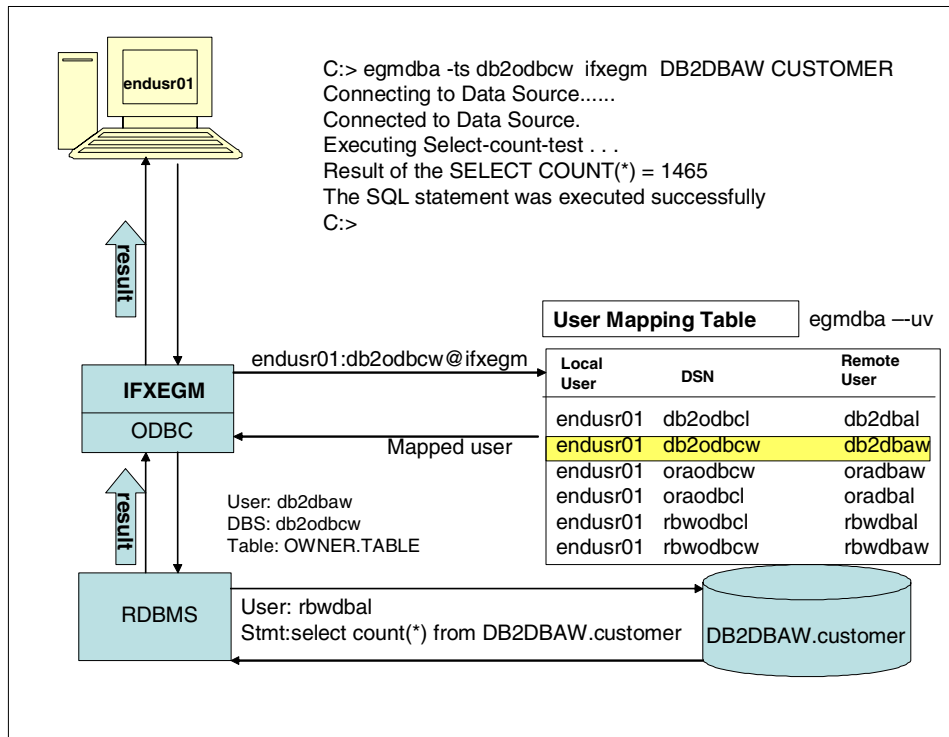 endusr01
C:> egmdba -ts db2odbcw ifxegm DB2DBAW CUSTOMER
Connecting to Data Source......
Connected to Data Source.
Executing Select-count-test . . .
Result of the SELECT COUNT(*) = 1465
The SQL statement was executed successfully
C:>
result
User Mapping Table
egmdba –-uv
endusr01:db2odbcw@ifxegm
IFXEGM
ODBC
Mapped user
Local User DSN Remote User
endusr01 db2odbcl db2dbal
endusr01 db2odbcw db2dbaw
endusr01 oraodbcw oradbaw
endusr01 oraodbcl oradbal
endusr01 rbwodbcl rbwdbal
endusr01 rbwodbcw rbwdbaw
result
User: db2dbaw
DBS: db2odbcw
Table: OWNER.TABLE
RDBMS
User: rbwdbal
Stmt:select count(*) from DB2DBAW.customer
DB2DBAW.customer